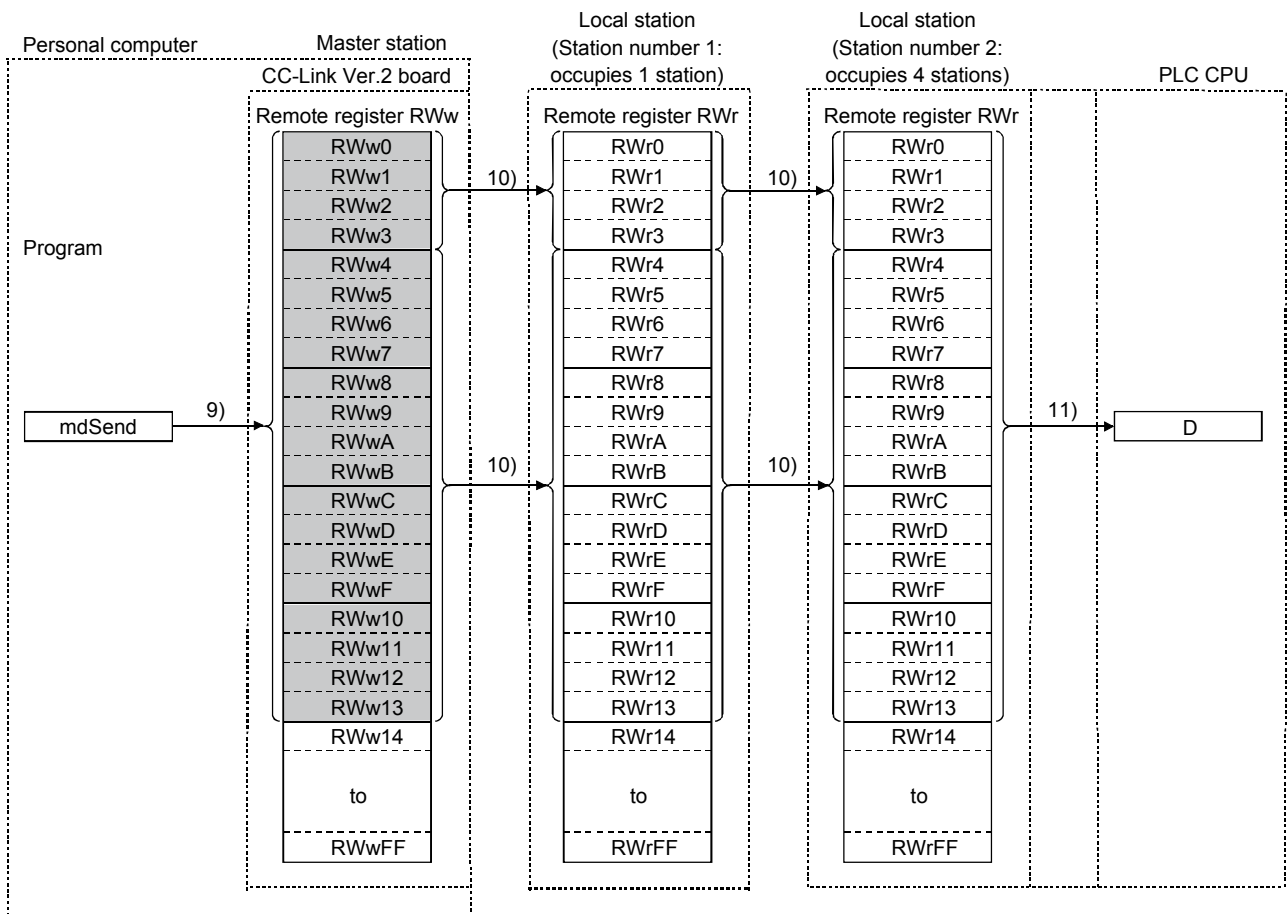 Local station
(Station number 1:
occupies 1 station)
Local station
(Station number 2:
occupies 4 stations)
Personal computer
Master station
PLC CPU
CC-Link Ver.2 board
Program
mdSend
9)
Remote register RWw
RWw0
RWw1
RWw2
RWw3
RWw4
RWw5
RWw6
RWw7
RWw8
RWw9
RWwA
RWwB
RWwC
RWwD
RWwE
RWwF
RWw10
RWw11
RWw12
RWw13
RWw14
to
RWwFF
10)
10)
Remote register RWr
RWr0
RWr1
RWr2
RWr3
RWr4
RWr5
RWr6
RWr7
RWr8
RWr9
RWrA
RWrB
RWrC
RWrD
RWrE
RWrF
RWr10
RWr11
RWr12
RWr13
RWr14
to
RWrFF
10)
10)
Remote register RWr
RWr0
RWr1
RWr2
RWr3
RWr4
RWr5
RWr6
RWr7
RWr8
RWr9
RWrA
RWrB
RWrC
RWrD
RWrE
RWrF
RWr10
RWr11
RWr12
RWr13
RWr14
to
RWrFF
11)
D